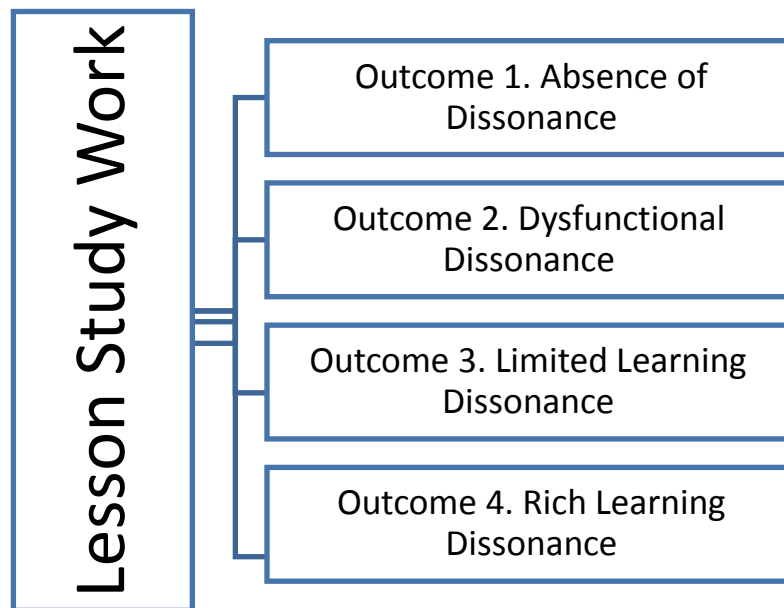 Lesson Study Work
Outcome 1. Absence of
Dissonance
Outcome 2. Dysfunctional
Dissonance
Outcome 3. Limited Learning
Dissonance
Outcome 4. Rich Learning
Dissonance